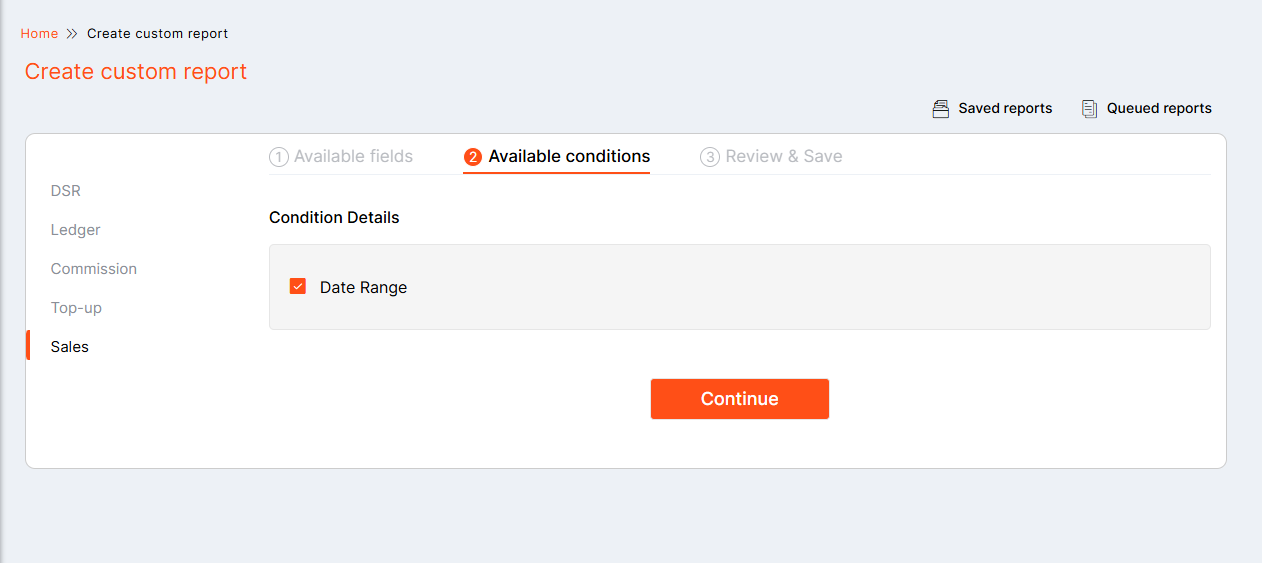 Home Create custom report
Create custom report
Saved reports Queued reports
1 Available fields 2 Available conditions 3 Review & Save
DSR
Ledger
Commission
Top-up
Sales
Condition Details
Date Range
Continue